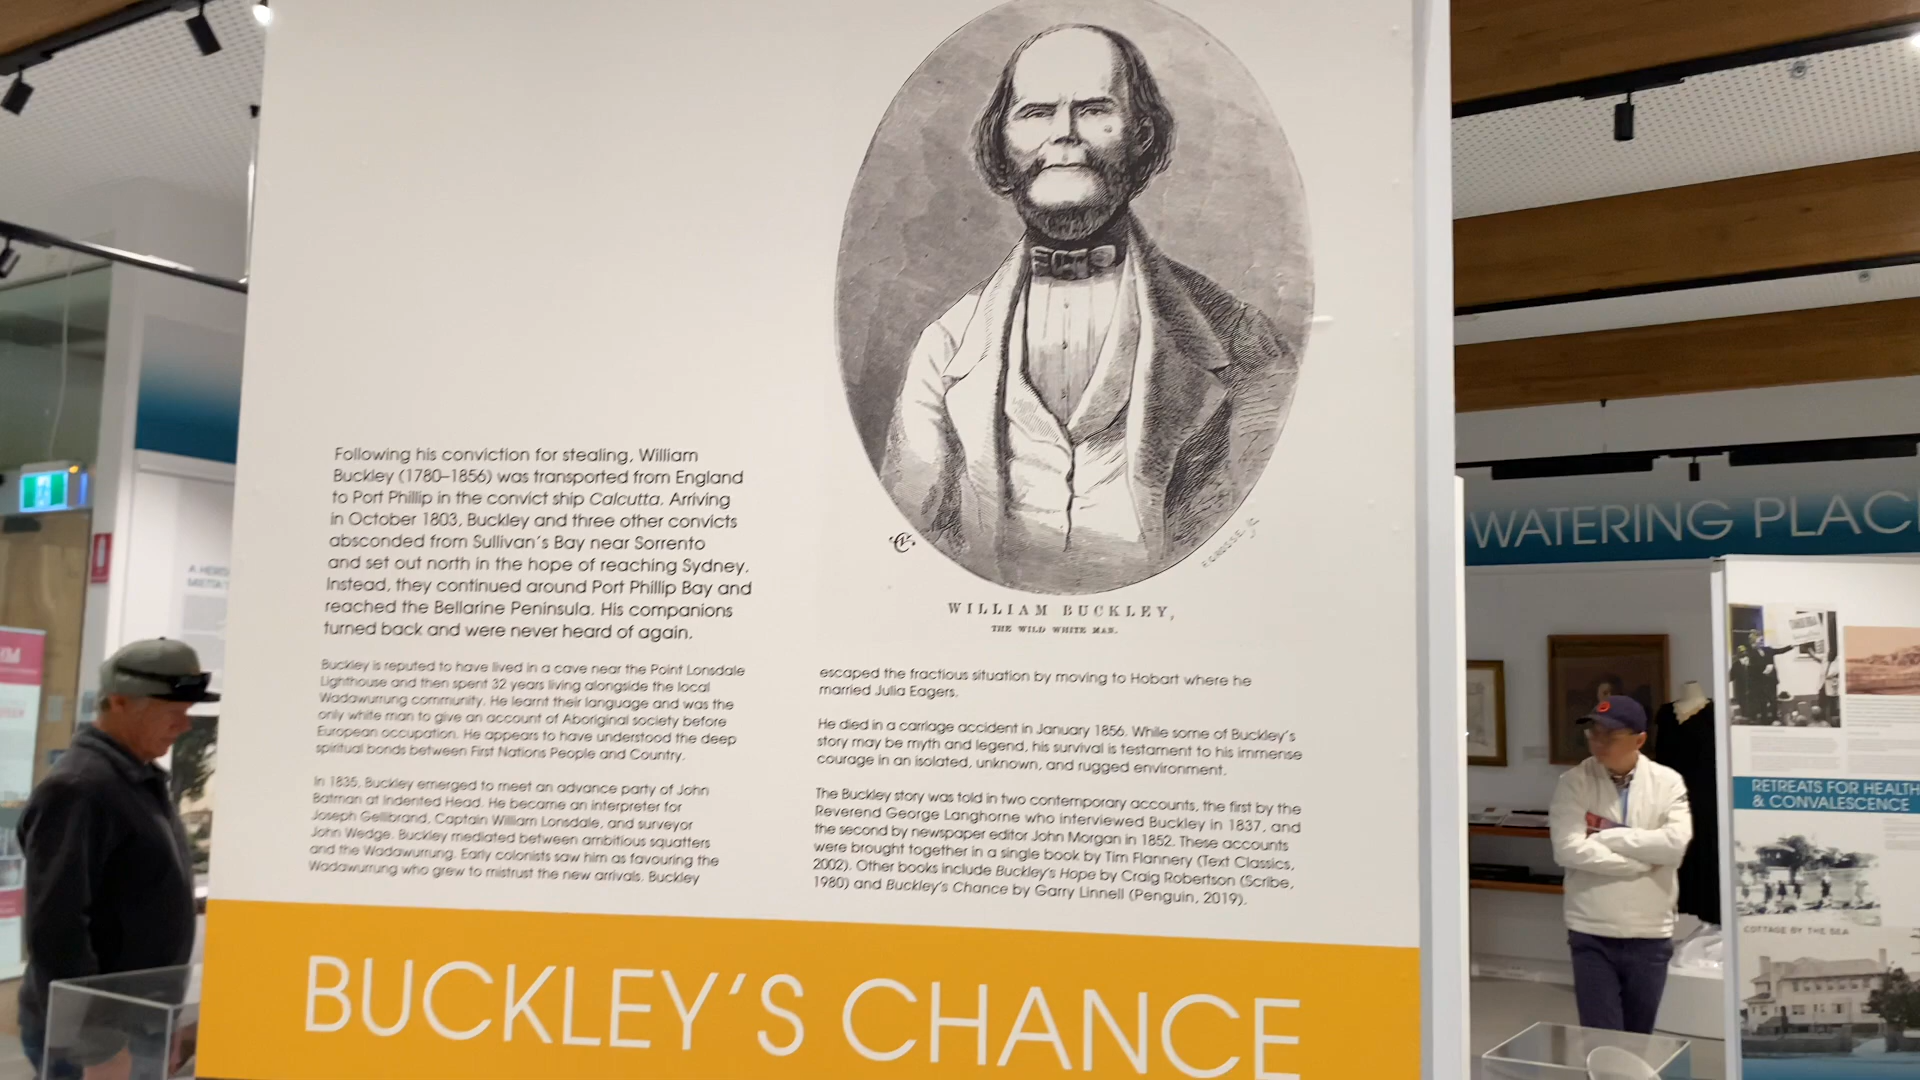 Following his conviction for stealing, William
Buckley (1780–1856) was transported from England
to Port Phillip in the convict ship Calcutta. Arriving
in October 1803, Buckley and three other convicts
absconded from Sullivan's Bay near Sorrento
and set out north in the hope of reaching Sydney.
Instead, they continued around Port Phillip Bay and
reached the Bellarine Peninsula. His companions
turned back and were never heard of again.
Buckley is reputed to have lived in a cave near the Point Lonsdale
Lighthouse and then spent 32 years living alongside the local
Wadawurrung community. He learnt their language and was the
only white man to give an account of Aboriginal society before
European occupation. He appears to have understood the deep
spiritual bonds between First Nations People and Country.
In 1835, Buckley emerged to meet an advance party of John
Batman at Indented Head. He became an interpreter for
Joseph Gellibrand, Captain William Lonsdale, and surveyor
John Wedge. Buckley mediated between ambitious squatters
and the Wadawurrung. Early colonists saw him as favouring the
Wadawurrung who grew to mistrust the new arrivals. Buckley
F. GROSSE. SC
WILLIAM BUCKLEY,
THE WILD WHITE MAN.
escaped the fractious situation by moving to Hobart where he
married Julia Eagers.
He died in a carriage accident in January 1856. While some of Buckley's
story may be myth and legend, his survival is testament to his immense
courage in an isolated, unknown, and rugged environment.
The Buckley story was told in two contemporary accounts, the first by the
Reverend George Langhorne who interviewed Buckley in 1837, and
the second by newspaper editor John Morgan in 1852. These accounts
were brought together in a single book by Tim Flannery (Text Classics,
2002). Other books include Buckley's Hope by Craig Robertson (Scribe,
1980) and Buckley's Chance by Garry Linnell (Penguin, 2019).
BUCKLEY'S CHANCE
WATERING PLAC
RETREATS FOR HEALTH
& CONVALESCENCE
COTTAGE BY THE SEA